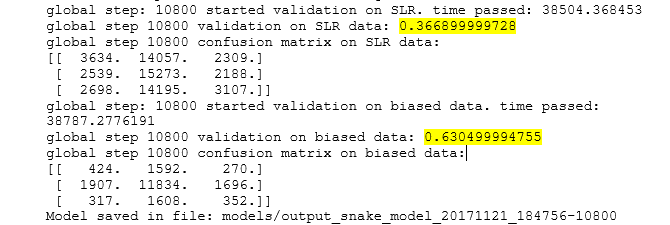 global step: 10800 started validation on SLR. time passed: 38504.368453
global step 10800 validation on SLR data: 0.366899999728
global step 10800 confusion matrix on SLR data:
[[ 3634. 14057. 2309.]
[ 2539. 15273. 2188.]
[ 2698. 14195. 3107.]]
global step: 10800 started validation on biased data. time passed:
38787.2776191
global step 10800 validation on biased data: 0.630499994755
global step 10800 confusion matrix on biased data:
[[ 424. 1592. 270.]
[ 1907. 11834. 1696.]
[ 317. 1608. 352.]]
Model saved in file: models/output_snake_model_20171121_184756-10800